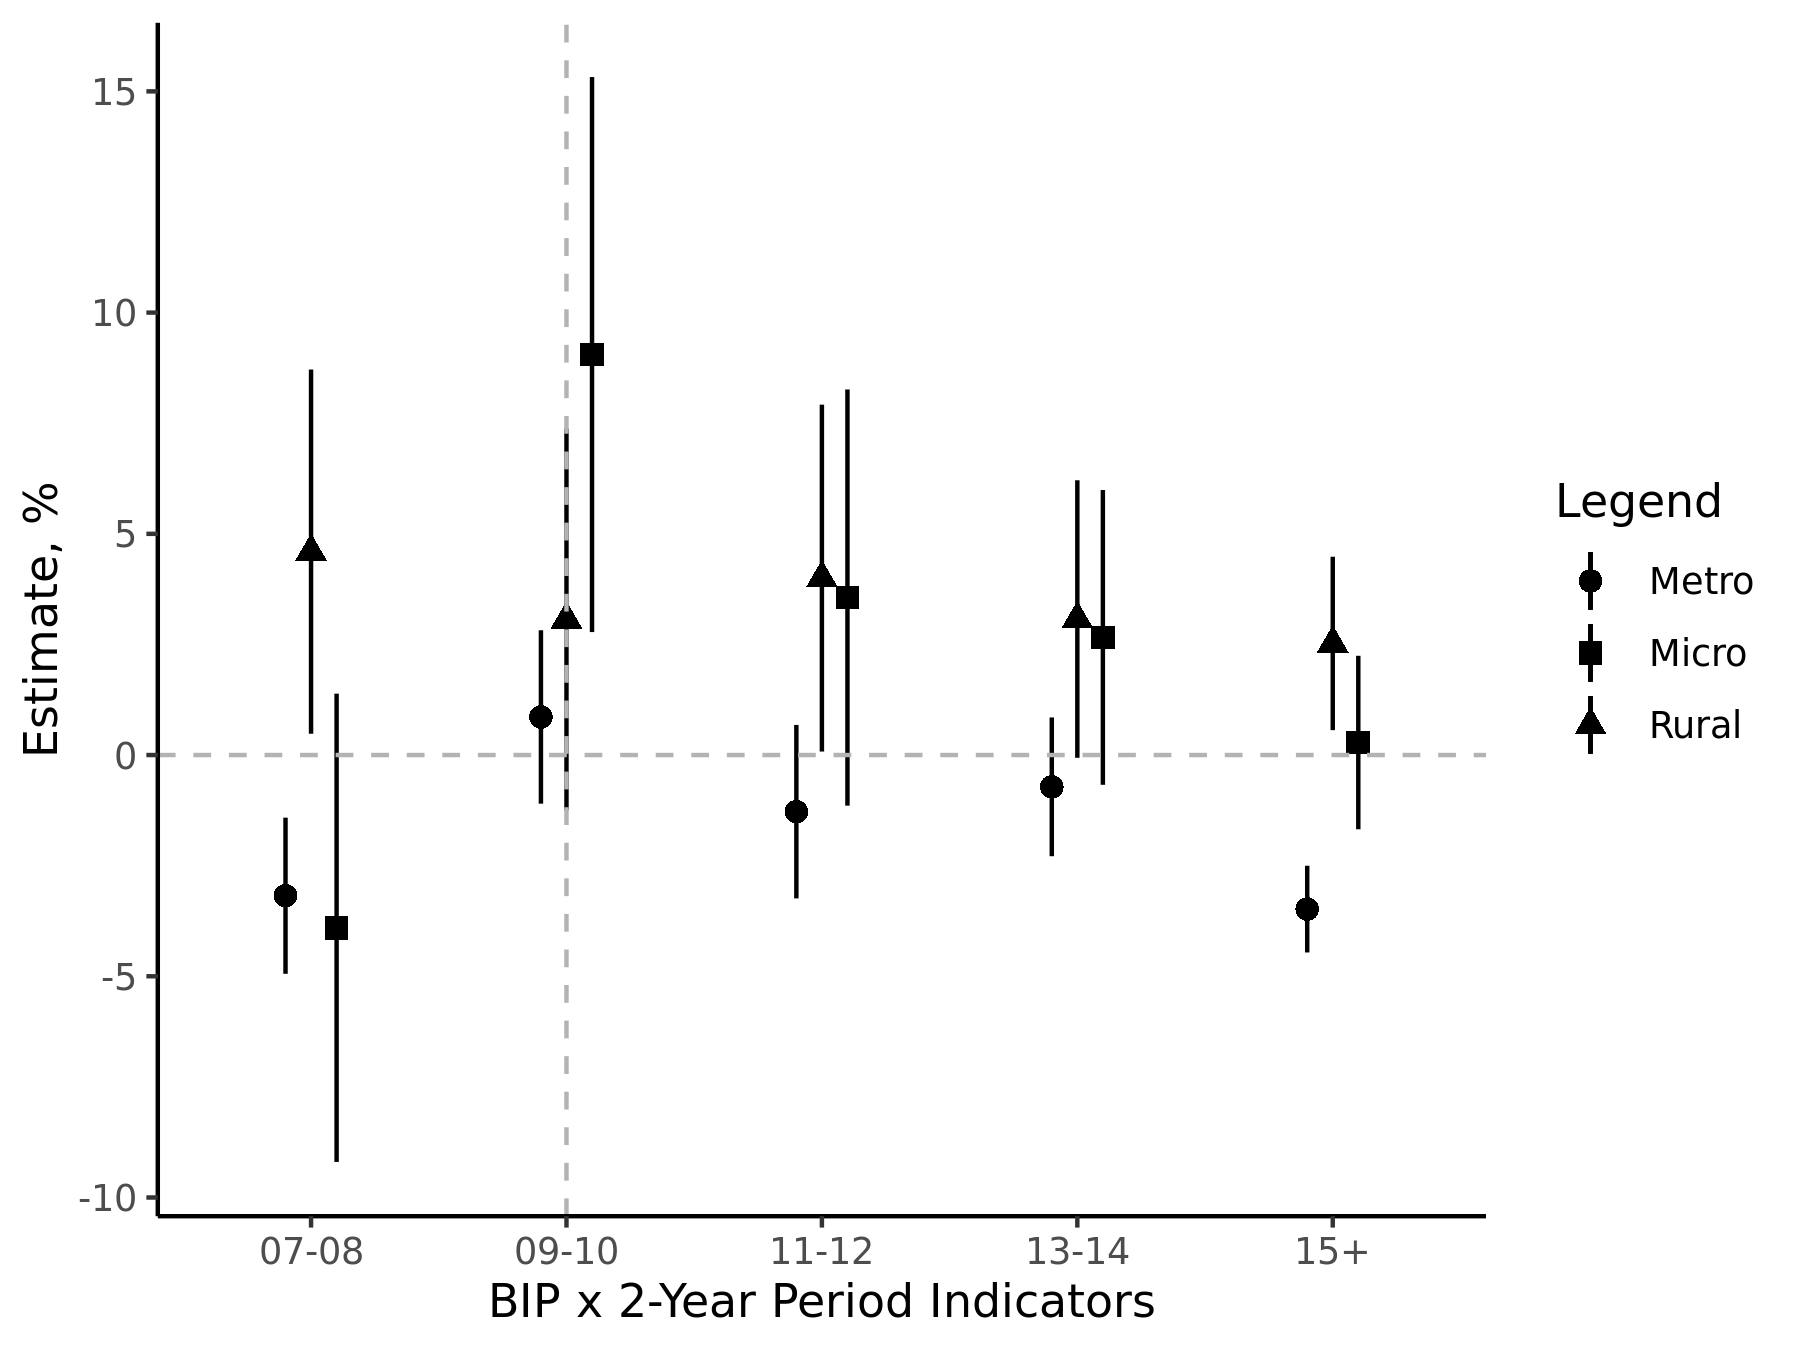 15
10
5
0
-5
-10
Estimate, %
07-08 09-10 11-12 13-14 15+
BIP x 2-Year Period Indicators
Legend
Metro
Micro
Rural